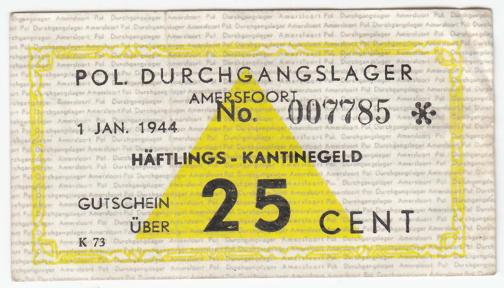 POL. DURCHGANGSLAGER
AMERSFOORT
No. 007785 *
1 JAN. 1944
HÄFTLINGS - KANTINEGELD
GUTSCHEIN
ÜBER
25 CENT
K 73